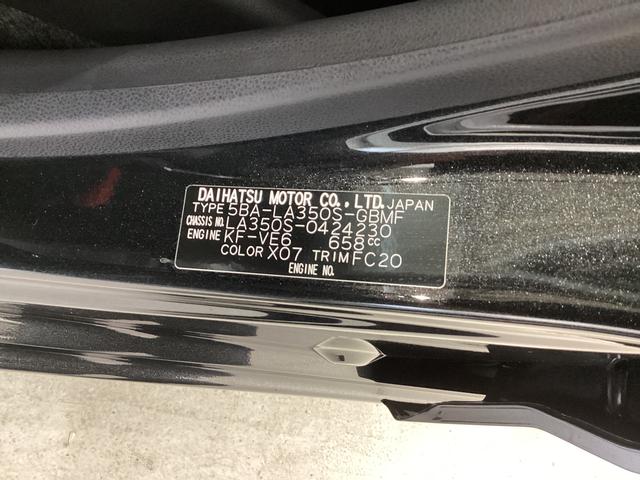 DAIHATSU MOTOR CO., LTD. JAPAN
TYPE 5BA-LA350S-GBMF
CHASSIS NO. LA350S-0424230
ENGINE KF-VE6 658cc
COLOR X07 TRIM FC20
ENGINE NO.